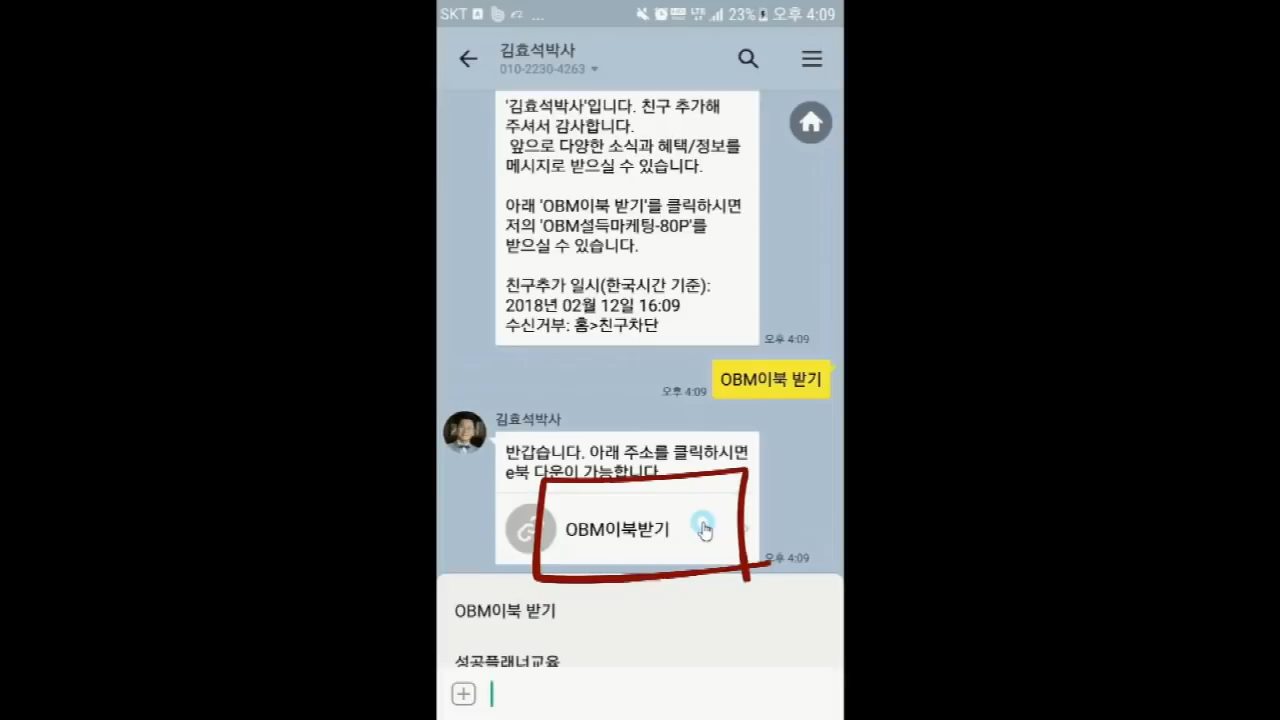 SKT ... 23% 오후 4:09
김효석박사
010-2230-4263
'김효석박사'입니다. 친구 추가해
주셔서 감사합니다.
앞으로 다양한 소식과 혜택/정보를
메시지로 받으실 수 있습니다.
아래 'OBM이북 받기'를 클릭하시면
저의 'OBM설득마케팅-80P'를
받으실 수 있습니다.
친구추가 일시(한국시간 기준):
2018년 02월 12일 16:09
수신거부: 홈>친구차단
오후 4:09
OBM이북 받기
오후 4:09
김효석박사
반갑습니다. 아래 주소를 클릭하시면
e북 다운이 가능합니다.
OBM이북받기
오후 4:09
OBM이북 받기
성공플래너교육